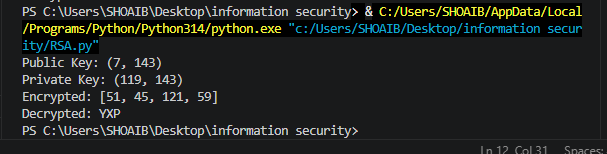 PS C:\Users\SHOAIB\Desktop\information security> & C:/Users/SHOAIB/AppData/Local
/Programs/Python/Python314/python.exe "c:/Users/SHOAIB/Desktop/information secur
ity/RSA.py"
Public Key: (7, 143)
Private Key: (119, 143)
Encrypted: [51, 45, 121, 59]
Decrypted: YXP
PS C:\Users\SHOAIB\Desktop\information security>
Ln 12, Col 31 Spaces: